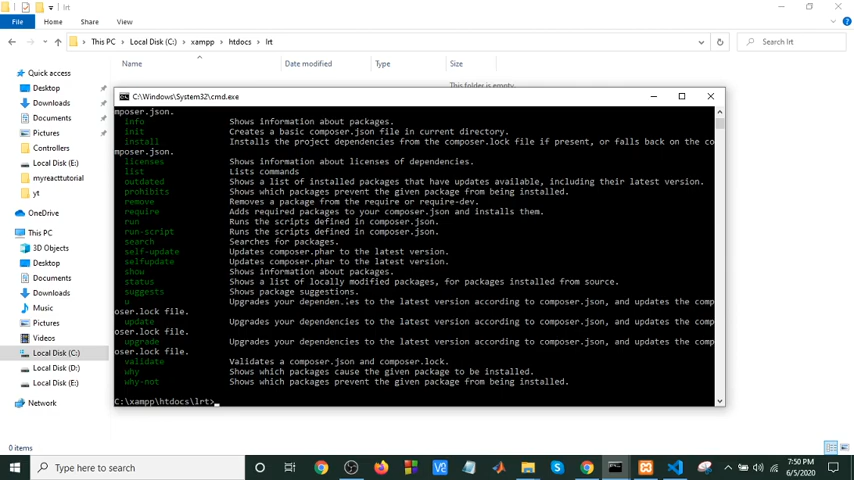 lrt
File
Home
Share
View
This PC > Local Disk (C:) > xampp > htdocs > lrt
Search lrt
Name
Date modified
Type
Size
This folder is empty.
Quick access
Desktop
Downloads
Documents
Pictures
Controllers
Local Disk (E:)
myreacttutorial
yt
OneDrive
This PC
3D Objects
Desktop
Documents
Downloads
Music
Pictures
Videos
Local Disk (C:)
Local Disk (D:)
Local Disk (E:)
Network
C:\Windows\System32\cmd.exe
mposer.json.
info Shows information about packages.
init Creates a basic composer.json file in current directory.
install Installs the project dependencies from the composer.lock file if present, or falls back on the co
mposer.json.
licenses Shows information about licenses of dependencies.
list Lists commands
outdated Shows a list of installed packages that have updates available, including their latest version.
prohibits Shows which packages prevent the given package from being installed.
remove Removes a package from the require or require-dev.
require Adds required packages to your composer.json and installs them.
run Runs the scripts defined in composer.json.
run-script Runs the scripts defined in composer.json.
search Searches for packages.
self-update Updates composer.phar to the latest version.
selfupdate Updates composer.phar to the latest version.
show Shows information about packages.
status Shows a list of locally modified packages, for packages installed from source.
suggests Shows package suggestions.
u Upgrades your dependencies to the latest version according to composer.json, and updates the comp
oser.lock file.
update Upgrades your dependencies to the latest version according to composer.json, and updates the comp
oser.lock file.
upgrade Upgrades your dependencies to the latest version according to composer.json, and updates the comp
oser.lock file.
validate Validates a composer.json and composer.lock.
why Shows which packages cause the given package to be installed.
why-not Shows which packages prevent the given package from being installed.
C:\xampp\htdocs\lrt>
0 items
Type here to search
7:50 PM
6/5/2020